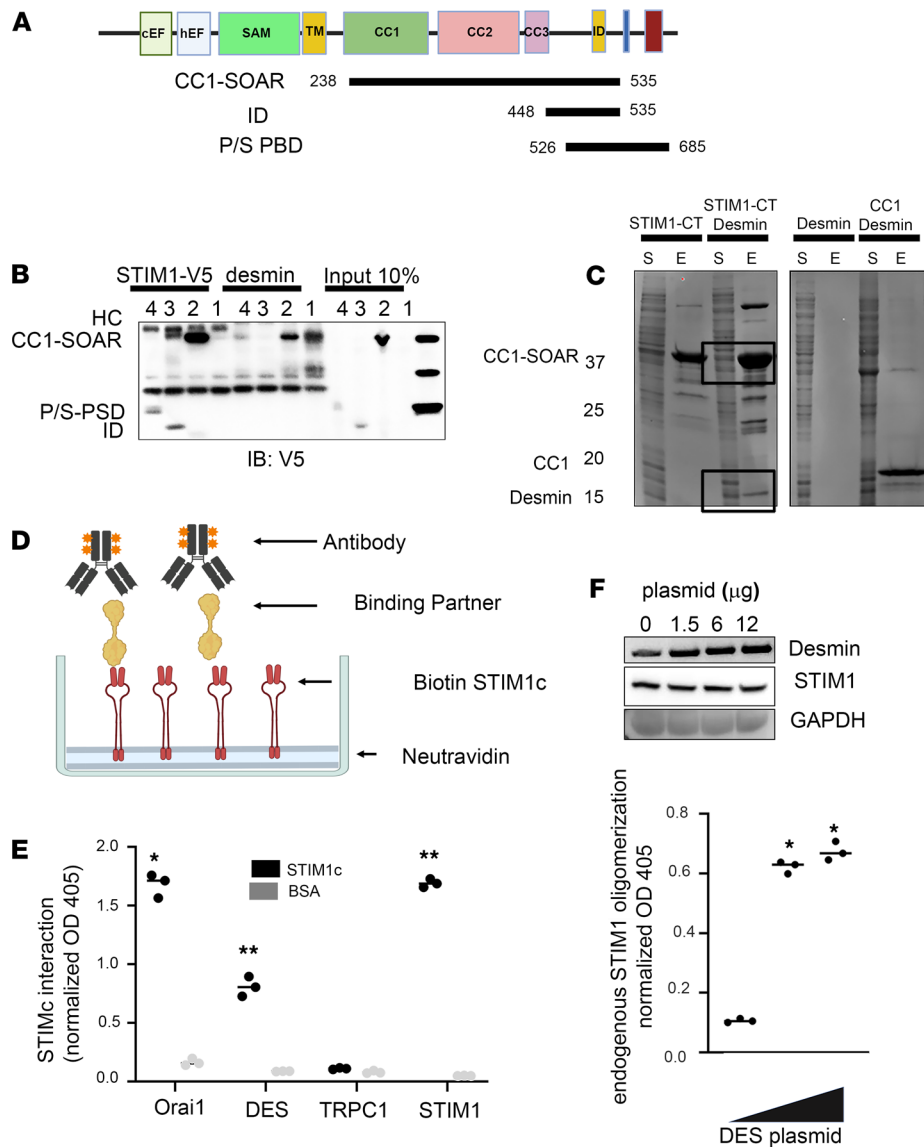 A
cEF hEF SAM TM CC1 CC2 CC3 ID
CC1-SOAR 238 535
ID 448 535
P/S PBD 526 685
B
STIM1-V5 desmin Input 10%
4 3 2 1 4 3 2 1 4 3 2 1
HC
CC1-SOAR
P/S-PSD
ID
IB: V5
C
STIM1-CT STIM1-CT Desmin Desmin CC1 Desmin
S E S E S E S E
CC1-SOAR 37
25
20
CC1
Desmin 15
D
Antibody
Binding Partner
Biotin STIM1c
Neutravidin
E
STIMc interaction
(normalized OD 405)
2.0
1.5
1.0
0.5
0.0
* ** **
STIM1c
BSA
Orai1 DES TRPC1 STIM1
F
plasmid (µg)
0 1.5 6 12
Desmin
STIM1
GAPDH
endogenous STIM1 oligomerization
normalized OD 405
0.8
0.6
0.4
0.2
0.0
* *
DES plasmid